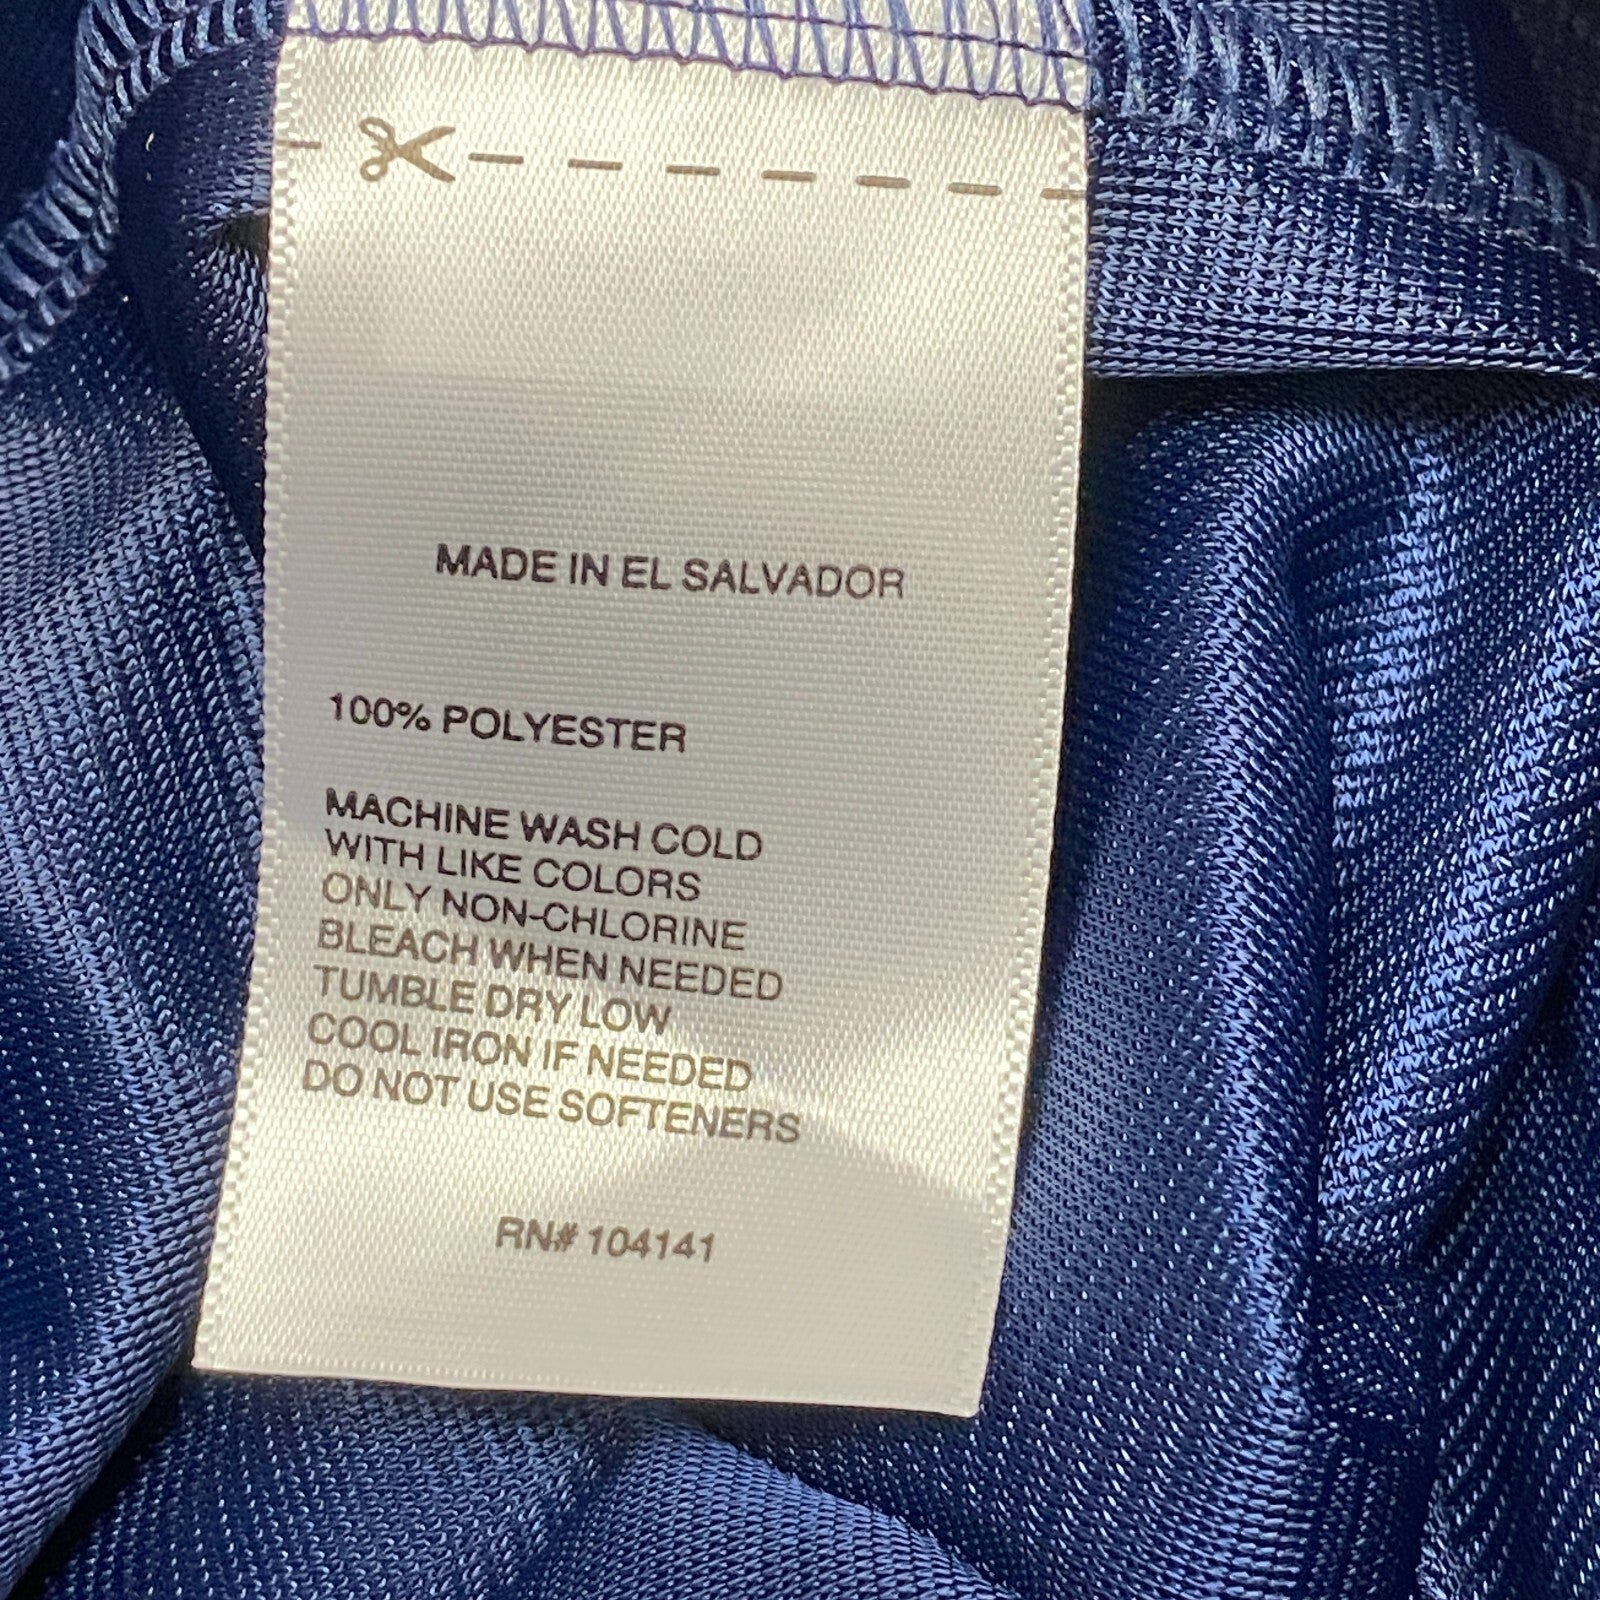 MADE IN EL SALVADOR
100% POLYESTER
MACHINE WASH COLD
WITH LIKE COLORS
ONLY NON-CHLORINE
BLEACH WHEN NEEDED
TUMBLE DRY LOW
COOL IRON IF NEEDED
DO NOT USE SOFTENERS
RN# 104141